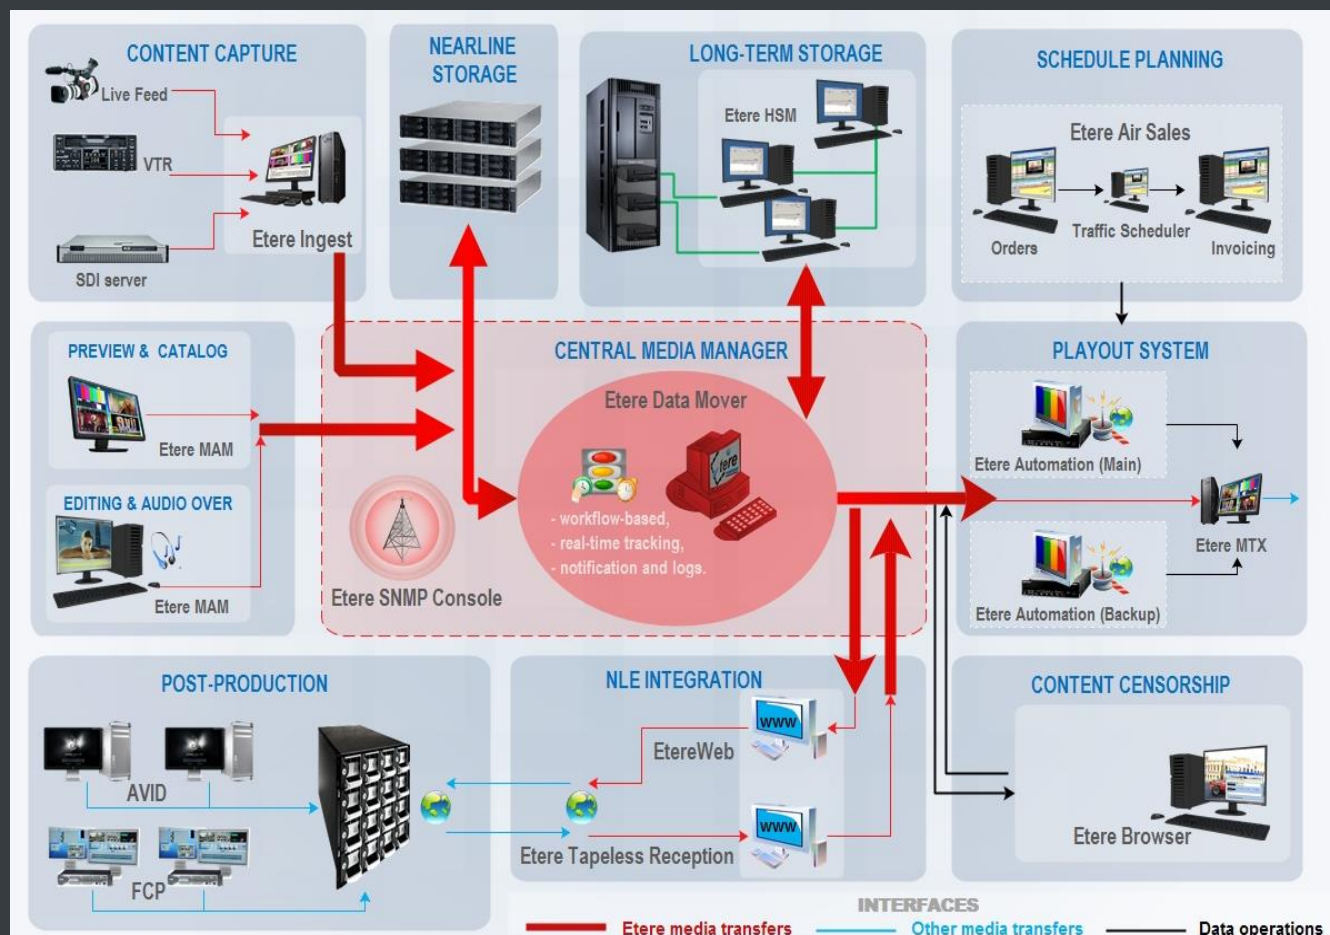 CONTENT CAPTURE
Live Feed
VTR
SDI server
Etere Ingest
NEARLINE
STORAGE
LONG-TERM STORAGE
Etere HSM
SCHEDULE PLANNING
Etere Air Sales
Orders
Traffic Scheduler
Invoicing
PREVIEW & CATALOG
Etere MAM
EDITING & AUDIO OVER
Etere MAM
CENTRAL MEDIA MANAGER
Etere Data Mover
- workflow-based,
- real-time tracking,
- notification and logs.
Etere SNMP Console
PLAYOUT SYSTEM
Etere Automation (Main)
Etere MTX
Etere Automation (Backup)
POST-PRODUCTION
AVID
FCP
NLE INTEGRATION
WWW
EtereWeb
WWW
Etere Tapeless Reception
CONTENT CENSORSHIP
Etere Browser
INTERFACES
Etere media transfers
Other media transfers
Data operations